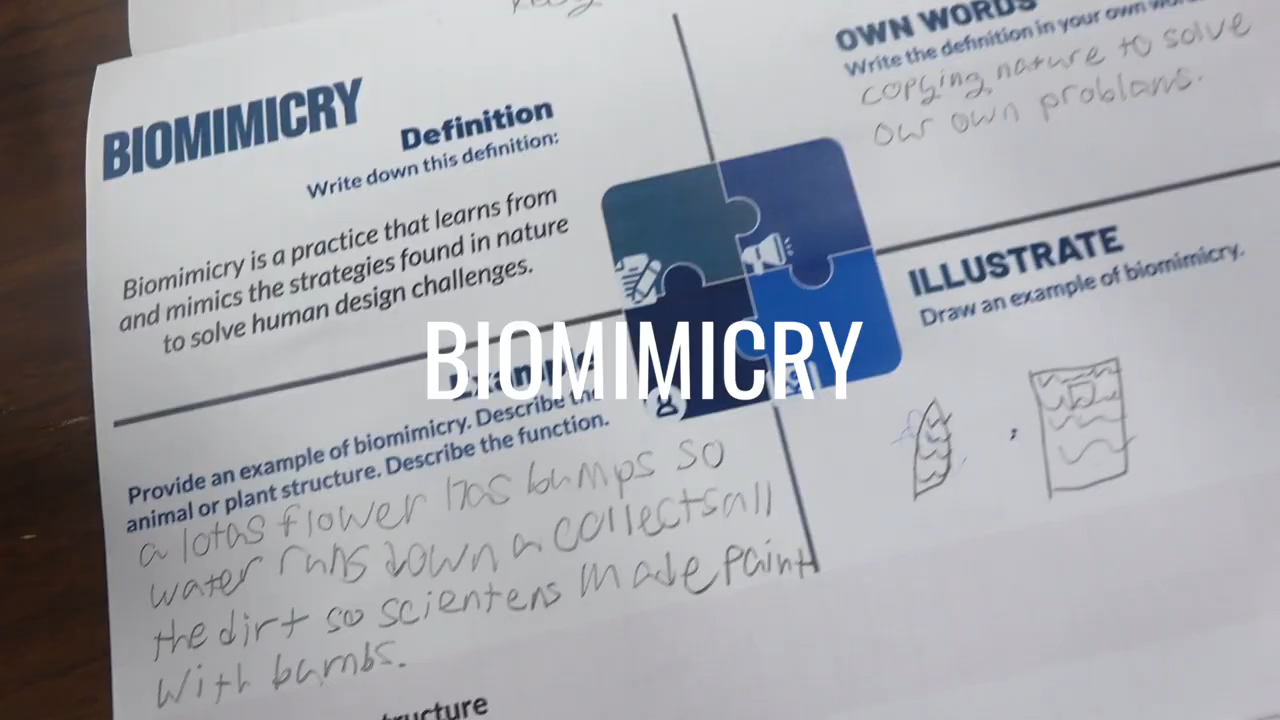 BIOMIMICRY
Definition
Write down this definition:
Biomimicry is a practice that learns from
and mimics the strategies found in nature
to solve human design challenges.
OWN WORDS
Write the definition in your own
copying nature to solve
our own problams.
Example
Provide an example of biomimicry. Describe the
animal or plant structure. Describe the function.
a lotas flower has bumps so
water runs down a collectsall
the dirt so scientens made paint
with bumbs.
ILLUSTRATE
Draw an example of biomimicry.
BIOMIMICRY